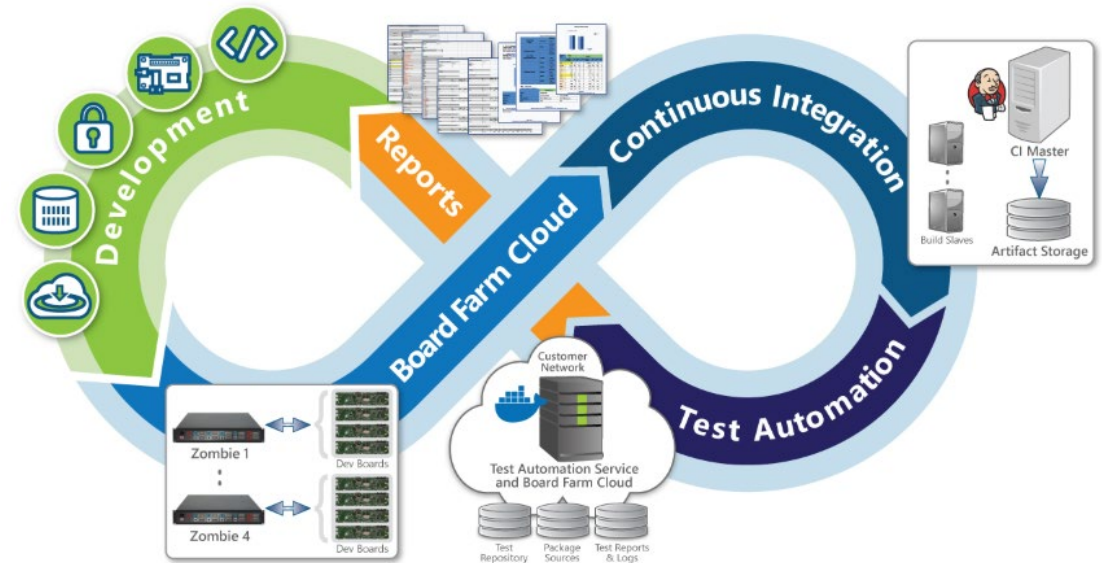 Development
Reports
Board Farm Cloud
Continuous Integration
Test Automation
CI Master
Build Slaves
Artifact Storage
Zombie 1
Dev Boards
Zombie 4
Dev Boards
Customer
Network
Test Automation Service
and Board Farm Cloud
Test
Repository
Package
Sources
Test Reports
& Logs